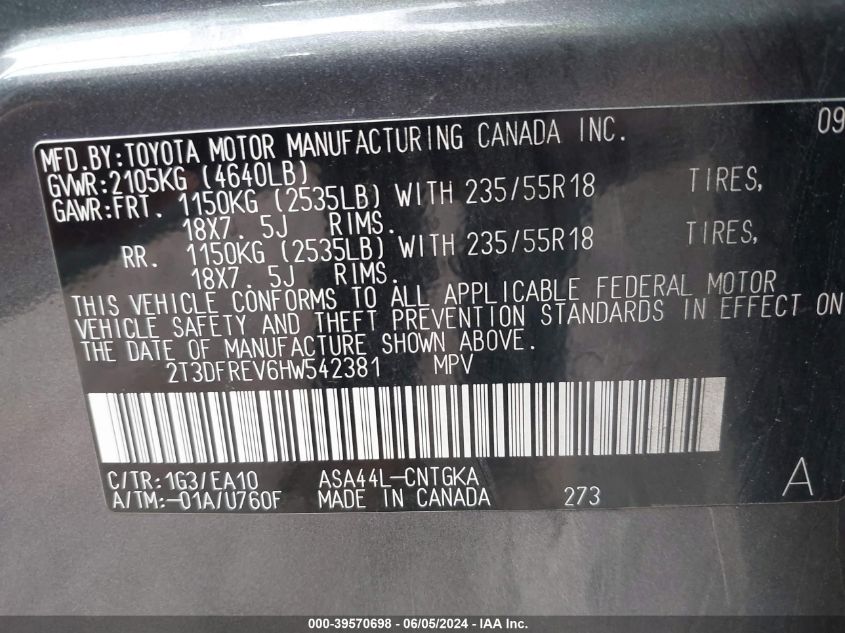 MFD.BY:TOYOTA MOTOR MANUFACTURING CANADA INC. 09
GVWR:2105KG (4640LB)
GAWR:FRT. 1150KG (2535LB) WITH 235/55R18 TIRES,
18X7.5J RIMS.
RR. 1150KG (2535LB) WITH 235/55R18 TIRES,
18X7.5J RIMS.
THIS VEHICLE CONFORMS TO ALL APPLICABLE FEDERAL MOTOR
VEHICLE SAFETY AND THEFT PREVENTION STANDARDS IN EFFECT ON
THE DATE OF MANUFACTURE SHOWN ABOVE.
2T3DFREV6HW542381 MPV
C/TR:1G3/EA10 ASA44L-CNTGKA
A/TM:-01A/U760F MADE IN CANADA 273 A
000-39570698 - 06/05/2024 - IAA Inc.